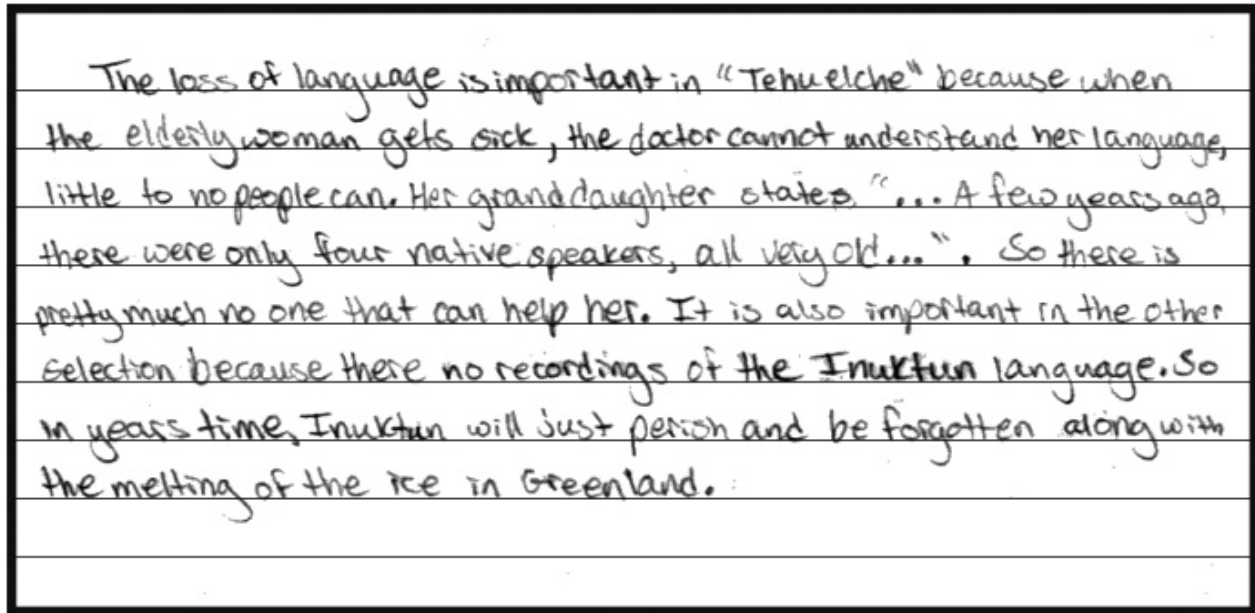 The loss of language is important in "Tehuelche" because when
the elderly woman gets sick, the doctor cannot understand her language,
little to no people can. Her granddaughter states "... A few years ago,
there were only four native speakers, all very old...". So there is
pretty much no one that can help her. It is also important in the other
selection because there no recordings of the Inuktun language. So
in years time, Inuktun will just perish and be forgotten along with
the melting of the ice in Greenland.